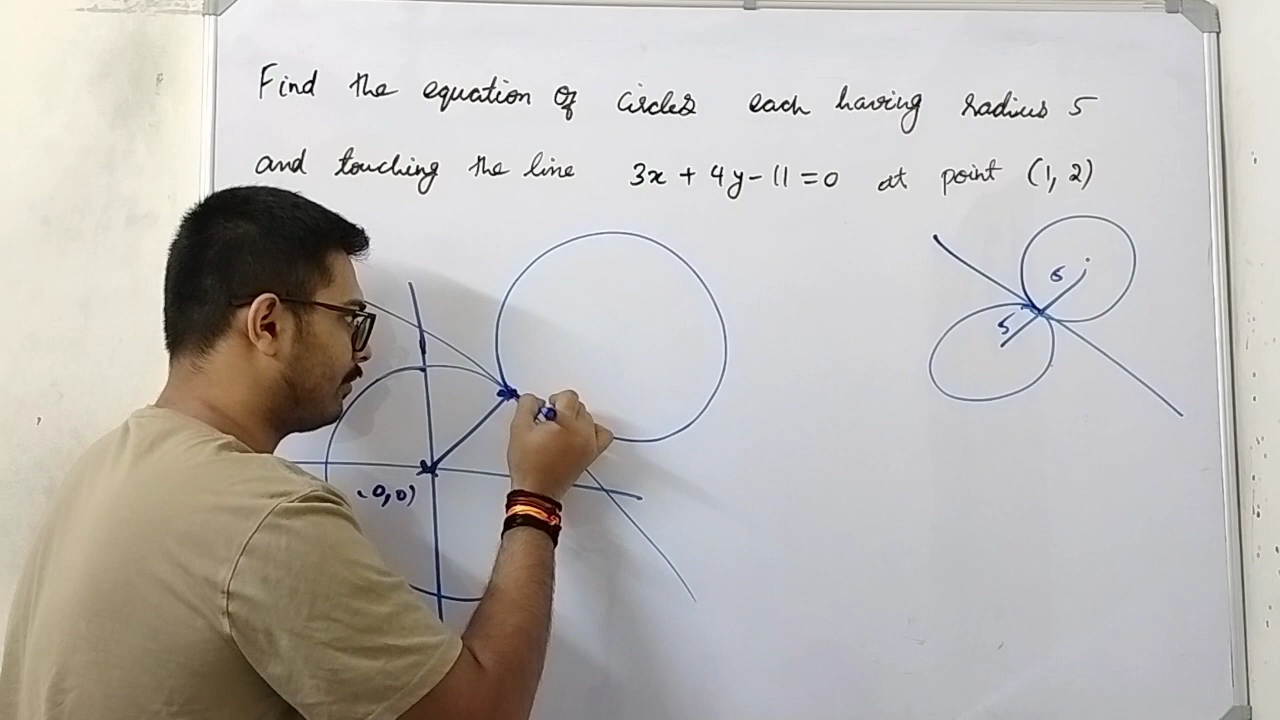 Find the equation of circles each having radius 5
and touching the line 3x + 4y - 11 = 0 at point (1, 2)
5
0,0)